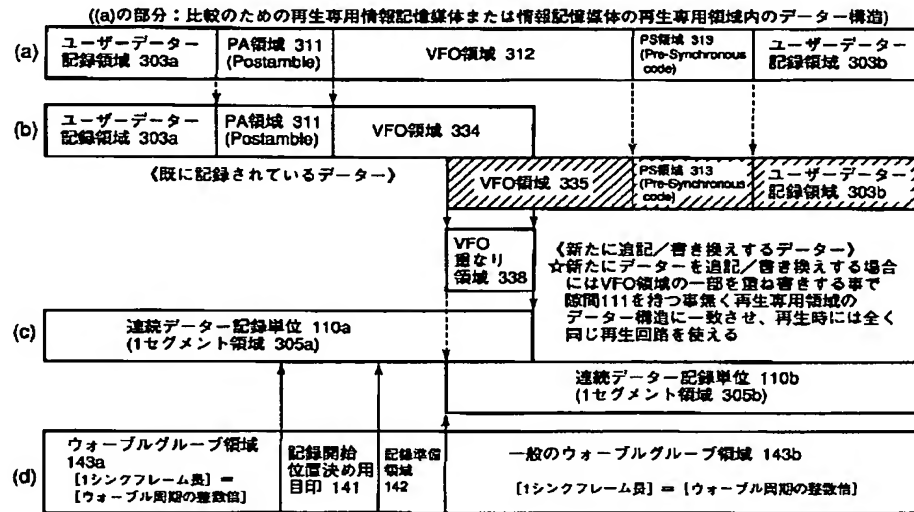 ((a)の部分：比較のための再生専用情報記憶媒体または情報記憶媒体の再生専用領域内のデーター構造)
(a)
ユーザーデーター
記録領域 303a
PA領域 311
(Postamble)
VFO領域 312
PS領域 313
(Pre-Synchronous
code)
ユーザーデーター
記録領域 303b
(b)
ユーザーデーター
記録領域 303a
PA領域 311
(Postamble)
VFO領域 334
《既に記録されているデーター》
VFO領域 335
PS領域 313
(Pre-Synchronous
code)
ユーザーデーター
記録領域 303b
VFO
重なり
領域 338
《新たに追記／書き換えするデーター》
☆新たにデーターを追記／書き換えする場合
にはVFO領域の一部を重ね書きする事で
隙間111を持つ事無く再生専用領域の
データー構造に一致させ、再生時には全く
同じ再生回路を使える
(c)
連続データー記録単位 110a
(1セグメント領域 305a)
連続データー記録単位 110b
(1セグメント領域 305b)
(d)
ウォーブルグルーブ領域
143a
[1シンクフレーム長] =
[ウォーブル周期の整数倍]
記録開始
位置決め用
目印 141
記録準備
領域
142
一般のウォーブルグルーブ領域 143b
[1シンクフレーム長] = [ウォーブル周期の整数倍]